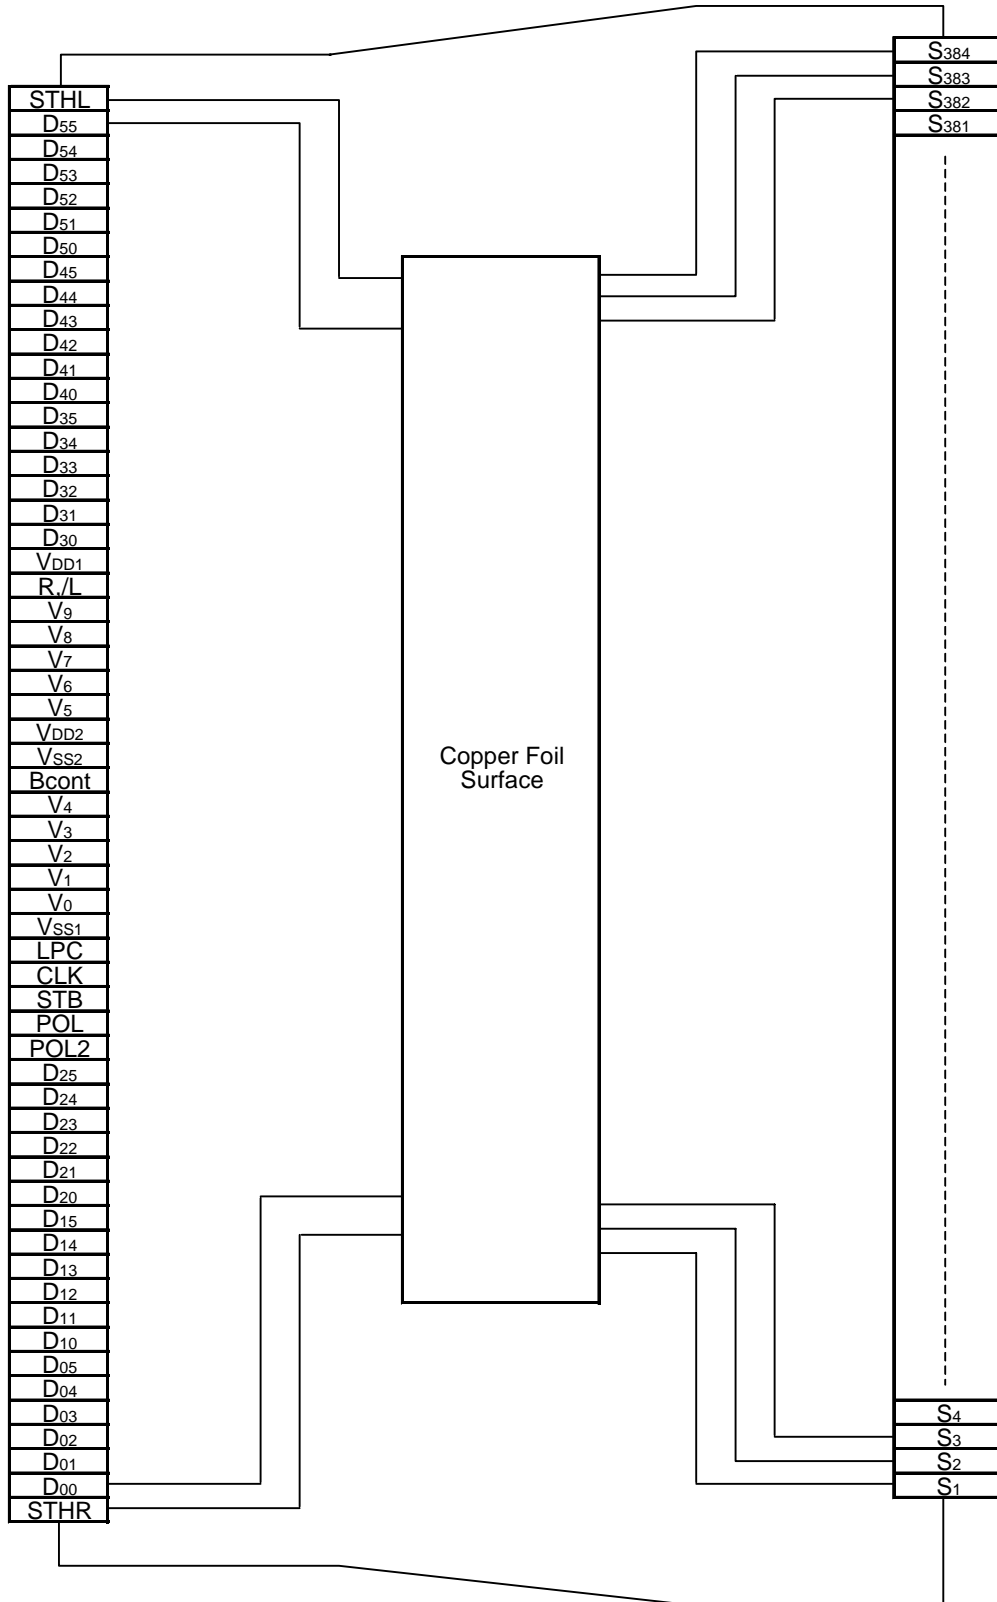 STHL
D55
D54
D53
D52
D51
D50
D45
D44
D43
D42
D41
D40
D35
D34
D33
D32
D31
D30
VDD1
R,/L
V9
V8
V7
V6
V5
VDD2
VSS2
Bcont
V4
V3
V2
V1
V0
VSS1
LPC
CLK
STB
POL
POL2
D25
D24
D23
D22
D21
D20
D15
D14
D13
D12
D11
D10
D05
D04
D03
D02
D01
D00
STHR
Copper Foil
Surface
S384
S383
S382
S381
S4
S3
S2
S1